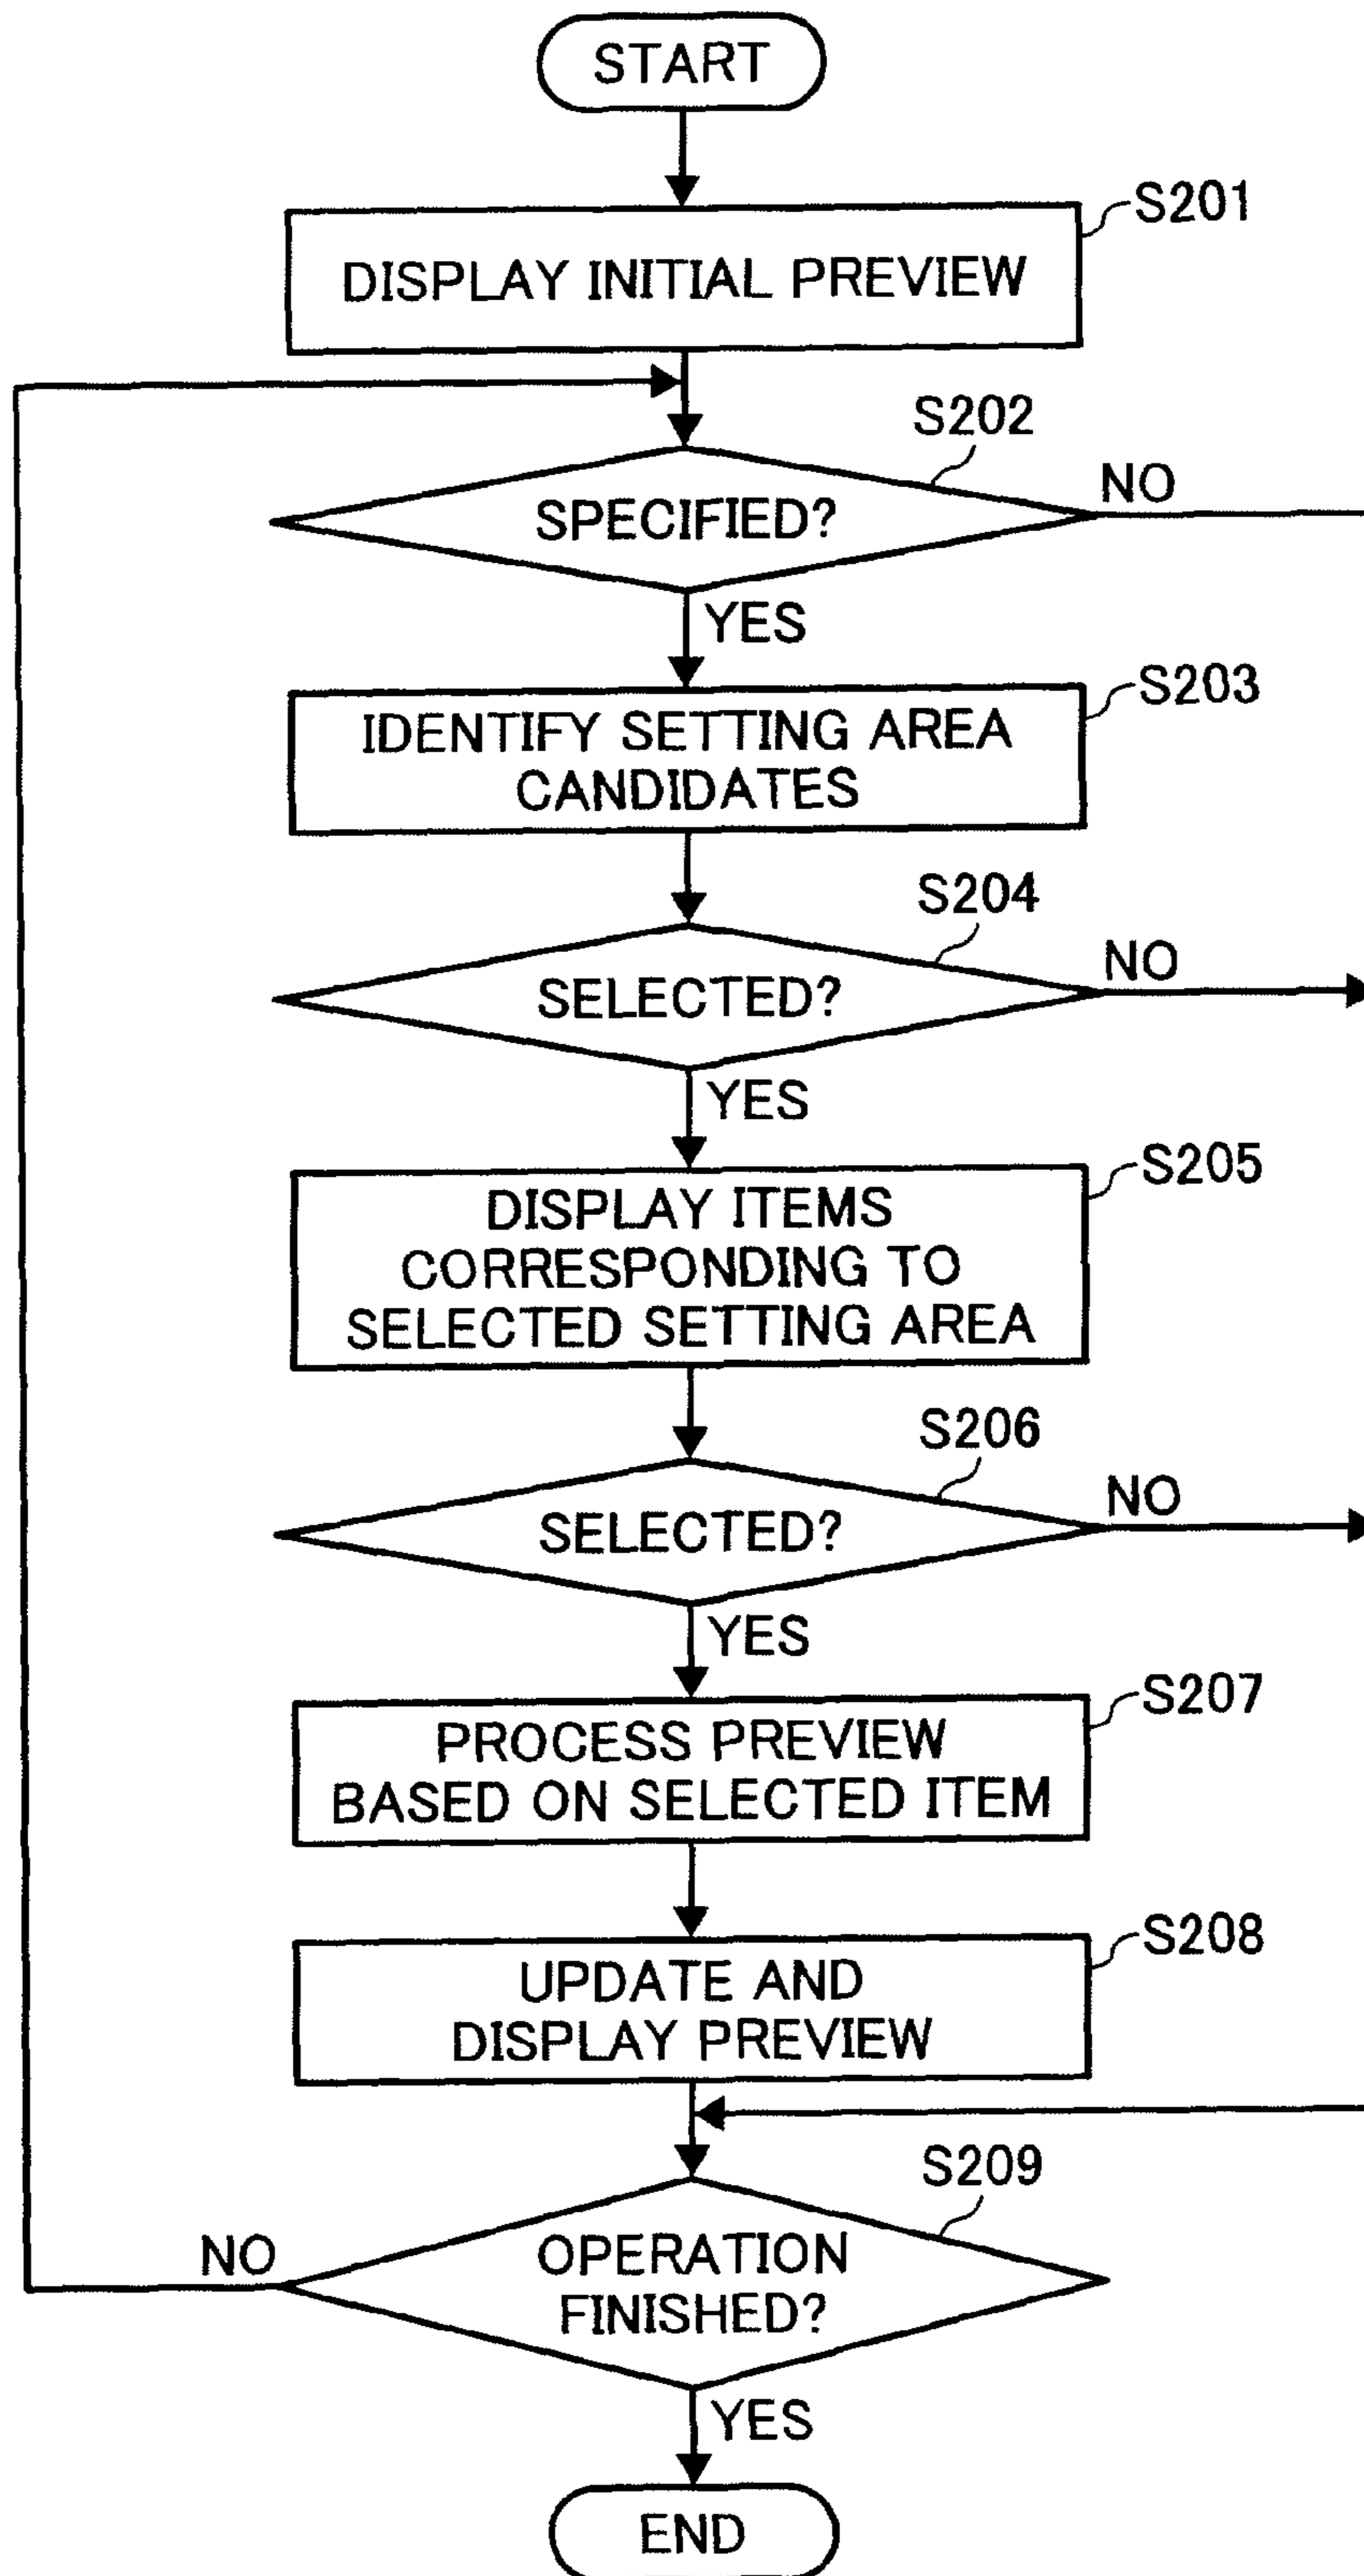 START
S201
DISPLAY INITIAL PREVIEW
S202
SPECIFIED?
NO
YES
S203
IDENTIFY SETTING AREA
CANDIDATES
S204
SELECTED?
NO
YES
S205
DISPLAY ITEMS
CORRESPONDING TO
SELECTED SETTING AREA
S206
SELECTED?
NO
YES
S207
PROCESS PREVIEW
BASED ON SELECTED ITEM
S208
UPDATE AND
DISPLAY PREVIEW
S209
NO
OPERATION
FINISHED?
YES
END